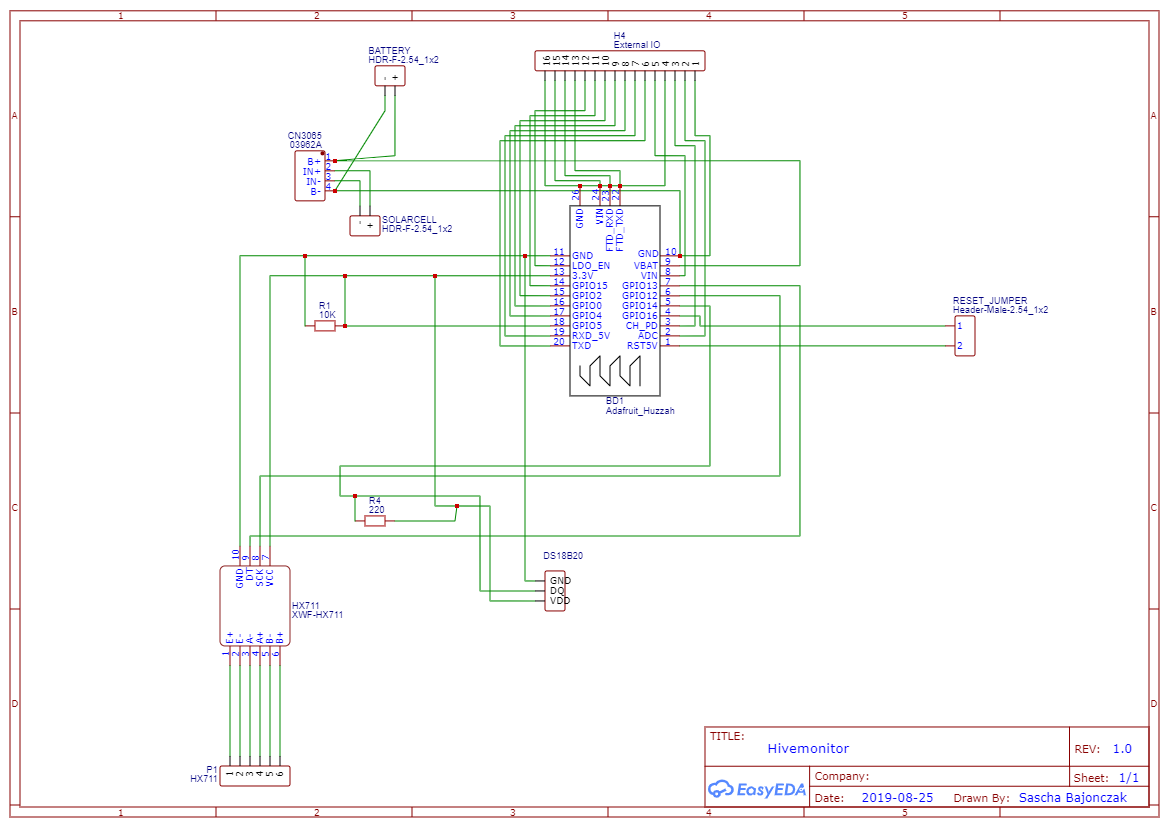 1 2 3 4 5
A
B
C
D
A
B
C
D
H4
External IO
16 15 14 13 12 11 10 9 8 7 6 5 4 3 2 1
BATTERY
HDR-F-2.54_1x2
- +
CN3065
03962A
B+ 1
IN+ 2
IN- 3
B- 4
SOLARCELL
HDR-F-2.54_1x2
- +
26 24 23 22
GND VIN FTD_RXD FTD_TXD
11 GND GND 10
12 LDO_EN VBAT 9
13 3.3V VIN 8
14 GPIO15 GPIO13 7
15 GPIO2 GPIO12 6
16 GPIO0 GPIO14 5
17 GPIO4 GPIO16 4
18 GPIO5 CH_PD 3
19 RXD_5V ADC 2
20 TXD RST5V 1
BD1
Adafruit_Huzzah
R1
10K
RESET_JUMPER
Header-Male-2.54_1x2
1
2
R4
220
DS18B20
GND
DQ
VDD
10 9 8 7
GND DT SCK VCC
HX711
XWF-HX711
E+ E- A- A+ B- B+
1 2 3 4 5 6
P1
HX711
1 2 3 4 5 6
TITLE:
Hivemonitor
REV: 1.0
EasyEDA
Company:
Sheet: 1/1
Date: 2019-08-25 Drawn By: Sascha Bajonczak
1 2 3 4 5